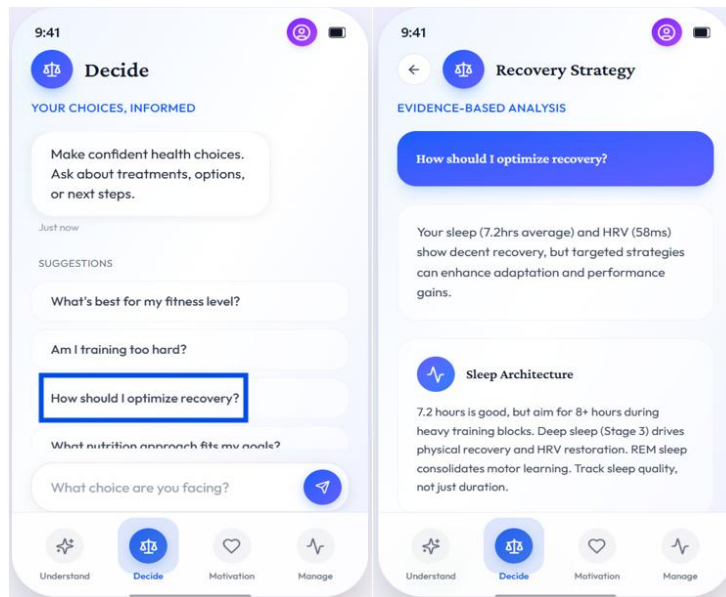 9:41
Decide
YOUR CHOICES, INFORMED
Make confident health choices.
Ask about treatments, options,
or next steps.
Just now
SUGGESTIONS
What's best for my fitness level?
Am I training too hard?
How should I optimize recovery?
What nutrition approach fits my goals?
What choice are you facing?
Understand
Decide
Motivation
Manage
9:41
Recovery Strategy
EVIDENCE-BASED ANALYSIS
How should I optimize recovery?
Your sleep (7.2hrs average) and HRV (58ms)
show decent recovery, but targeted strategies
can enhance adaptation and performance
gains.
Sleep Architecture
7.2 hours is good, but aim for 8+ hours during
heavy training blocks. Deep sleep (Stage 3) drives
physical recovery and HRV restoration. REM sleep
consolidates motor learning. Track sleep quality,
not just duration.
Understand
Decide
Motivation
Manage